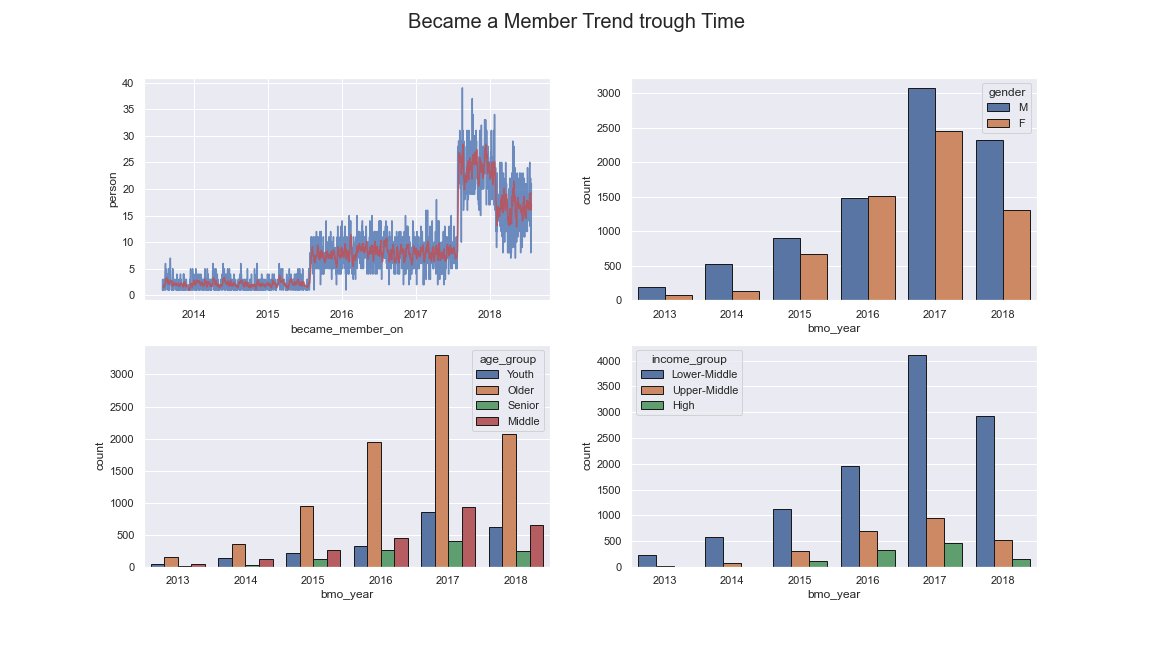 Became a Member Trend trough Time
40
35
30
25
20
15
10
5
0
person
2014 2015 2016 2017 2018
became_member_on
3000
2500
2000
1500
1000
500
0
count
gender
M
F
2013 2014 2015 2016 2017 2018
bmo_year
3000
2500
2000
1500
1000
500
0
count
age_group
Youth
Older
Senior
Middle
2013 2014 2015 2016 2017 2018
bmo_year
4000
3500
3000
2500
2000
1500
1000
500
0
count
income_group
Lower-Middle
Upper-Middle
High
2013 2014 2015 2016 2017 2018
bmo_year